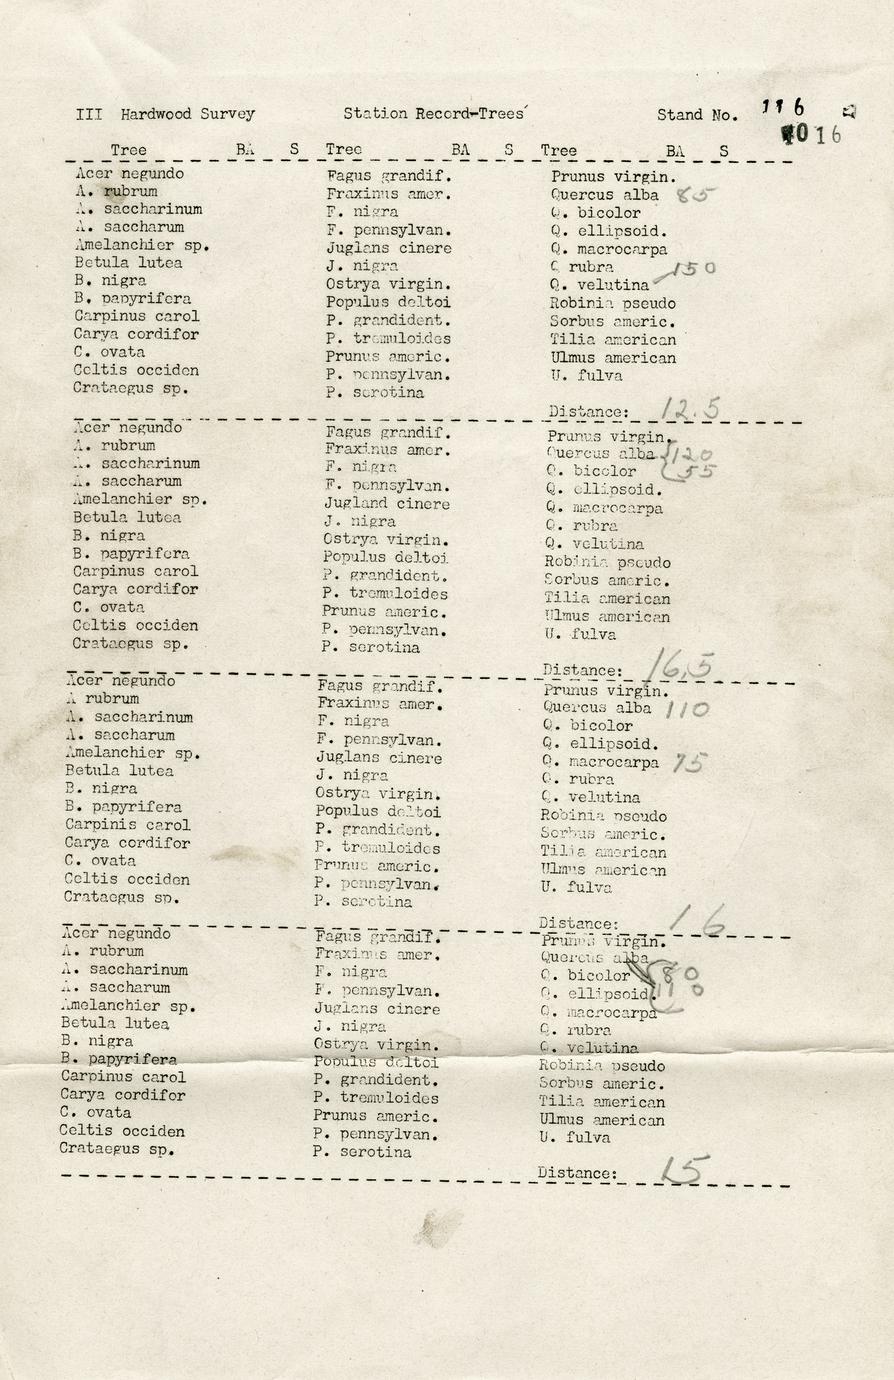 III Hardwood Survey Station Record-Trees Stand No. 116
1016
Tree BA S Tree BA S Tree BA S
Acer negundo Fagus grandif. Prunus virgin.
A. rubrum Fraxinus amer. Quercus alba 85
A. saccharinum F. nigra Q. bicolor
A. saccharum F. pennsylvan. Q. ellipsoid.
Amelanchier sp. Juglans cinere Q. macrocarpa
Betula lutea J. nigra Q rubra 150
B. nigra Ostrya virgin. Q. velutina
B. papyrifera Populus deltoi Robinia pseudo
Carpinus carol P. grandident. Sorbus americ.
Carya cordifor P. tremuloides Tilia american
C. ovata Prunus americ. Ulmus american
Celtis occiden P. pennsylvan. U. fulva
Crataegus sp. P. serotina
Distance: 12.5
Acer negundo Fagus grandif. Prunus virgin.
A. rubrum Fraxinus amer. Quercus alba 120
A. saccharinum F. nigra Q. bicolor 55
A. saccharum F. pennsylvan. Q. ellipsoid.
Amelanchier sp. Jugland cinere Q. macrocarpa
Betula lutea J. nigra Q. rubra
B. nigra Ostrya virgin. Q. velutina
B. papyrifera Populus deltoi Robinia pseudo
Carpinus carol P. grandident. Sorbus americ.
Carya cordifor P. tremuloides Tilia american
C. ovata Prunus americ. Ulmus american
Celtis occiden P. pennsylvan. U. fulva
Crataegus sp. P. serotina
Distance: 16,5
Acer negundo Fagus grandif. Prunus virgin.
A rubrum Fraxinus amer. Quercus alba 110
A. saccharinum F. nigra Q. bicolor
A. saccharum F. pennsylvan. Q. ellipsoid.
Amelanchier sp. Juglans cinere Q. macrocarpa 75
Betula lutea J. nigra Q. rubra
B. nigra Ostrya virgin. Q. velutina
B. papyrifera Populus deltoi Robinia pseudo
Carpinis carol P. grandident. Sorbus americ.
Carya cordifor P. tremuloides Tilia american
C. ovata Prunus americ. Ulmus american
Celtis occiden P. pennsylvan. U. fulva
Crataegus sp. P. serotina
Distance: 16
Acer negundo Fagus grandif. Prunus virgin.
A. rubrum Fraxinus amer. Quercus alba
A. saccharinum F. nigra Q. bicolor 80
A. saccharum F. pennsylvan. Q. ellipsoid. 110
Amelanchier sp. Juglans cinere Q. macrocarpa
Betula lutea J. nigra Q. rubra
B. nigra Ostrya virgin. Q. velutina
B. papyrifera Populus deltoi Robinia pseudo
Carpinus carol P. grandident. Sorbus americ.
Carya cordifor P. tremuloides Tilia american
C. ovata Prunus americ. Ulmus american
Celtis occiden P. pennsylvan. U. fulva
Crataegus sp. P. serotina
Distance: 15